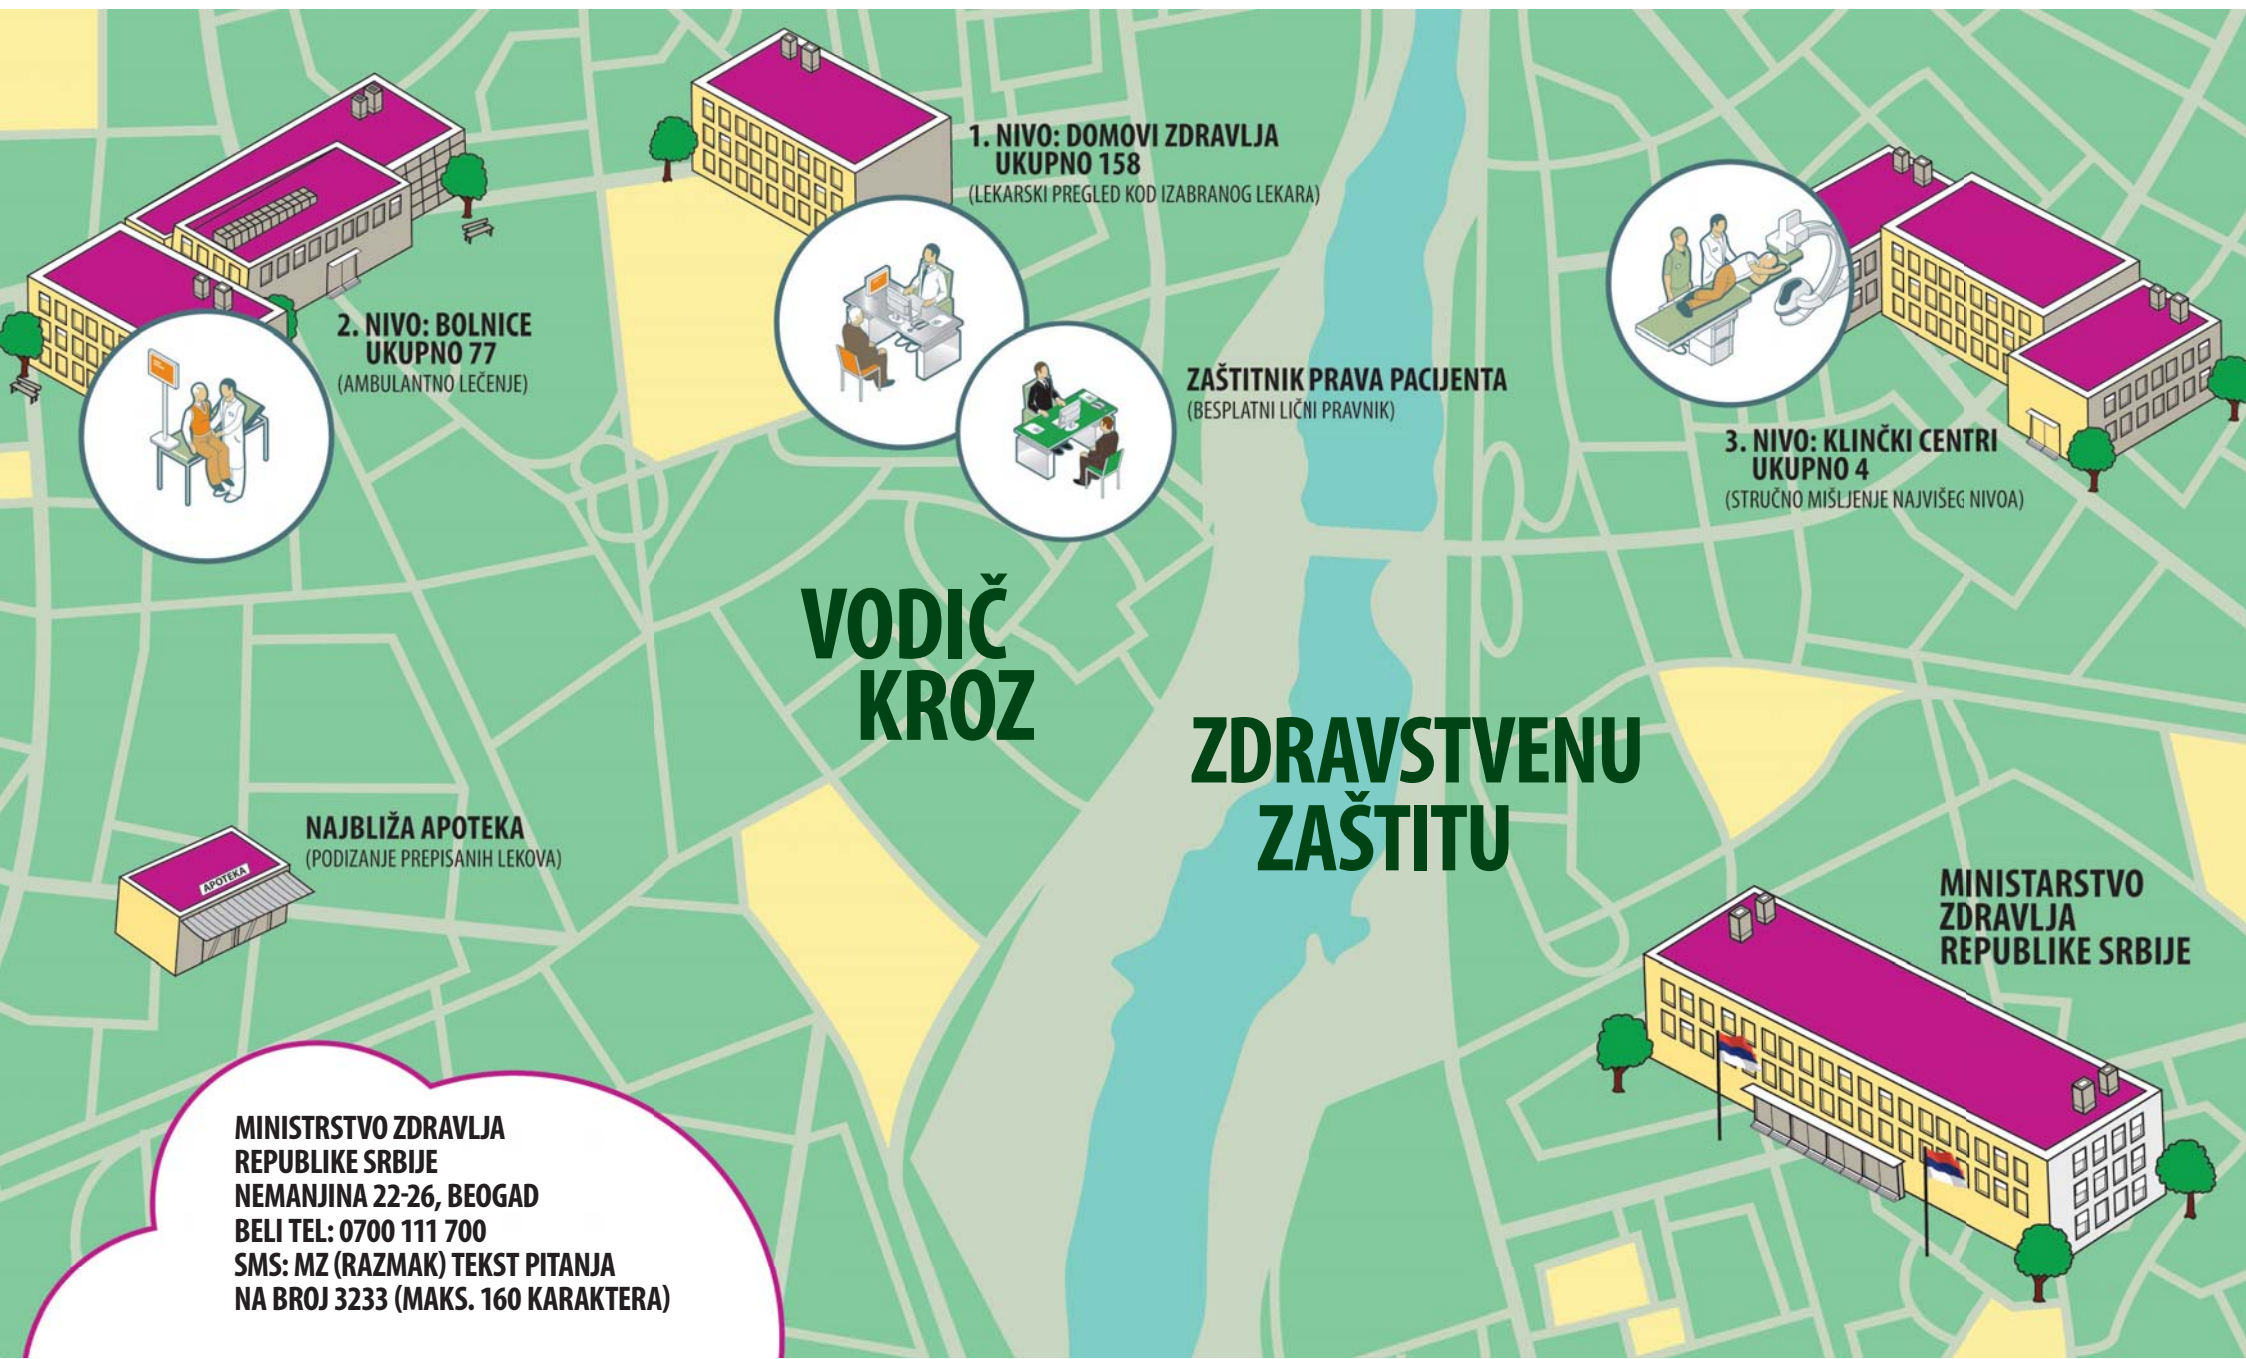 1. NIVO: DOMOVI ZDRAVLJA
UKUPNO 158
(LEKARSKI PREGLED KOD IZABRANOG LEKARA)
2. NIVO: BOLNICE
UKUPNO 77
(AMBULANTNO LEČENJE)
ZAŠTITNIK PRAVA PACIJENTA
(BESPLATNI LIČNI PRAVNIK)
3. NIVO: KLINČKI CENTRI
UKUPNO 4
(STRUČNO MIŠLJENJE NAJVIŠEG NIVOA)
VODIČ
KROZ
ZDRAVSTVENU
ZAŠTITU
NAJBLIŽA APOTEKA
(PODIZANJE PREPISANIH LEKOVA)
APOTEKA
MINISTARSTVO
ZDRAVLJA
REPUBLIKE SRBIJE
MINISTRSTVO ZDRAVLJA
REPUBLIKE SRBIJE
NEMANJINA 22-26, BEOGAD
BELI TEL: 0700 111 700
SMS: MZ (RAZMAK) TEKST PITANJA
NA BROJ 3233 (MAKS. 160 KARAKTERA)